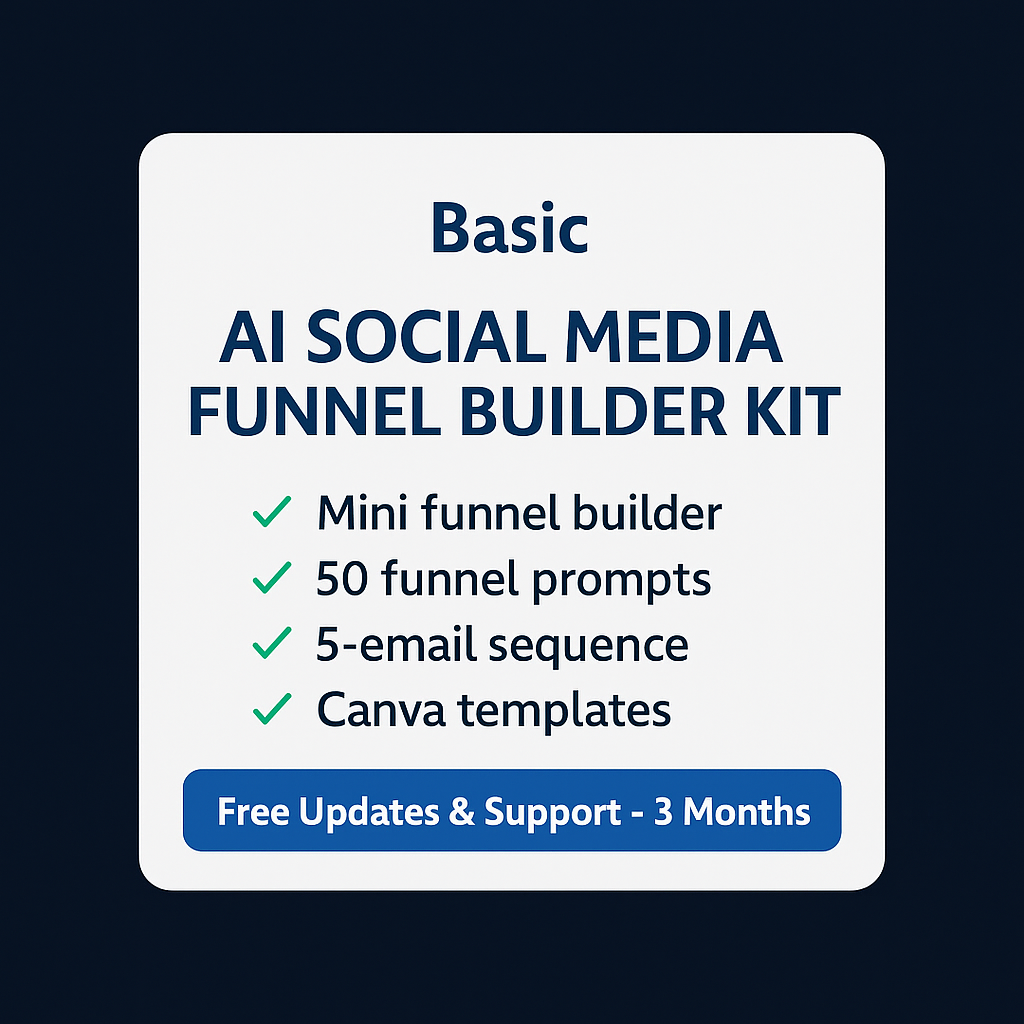 Basic
AI SOCIAL MEDIA
FUNNEL BUILDER KIT
Mini funnel builder
50 funnel prompts
5-email sequence
Canva templates
Free Updates & Support - 3 Months